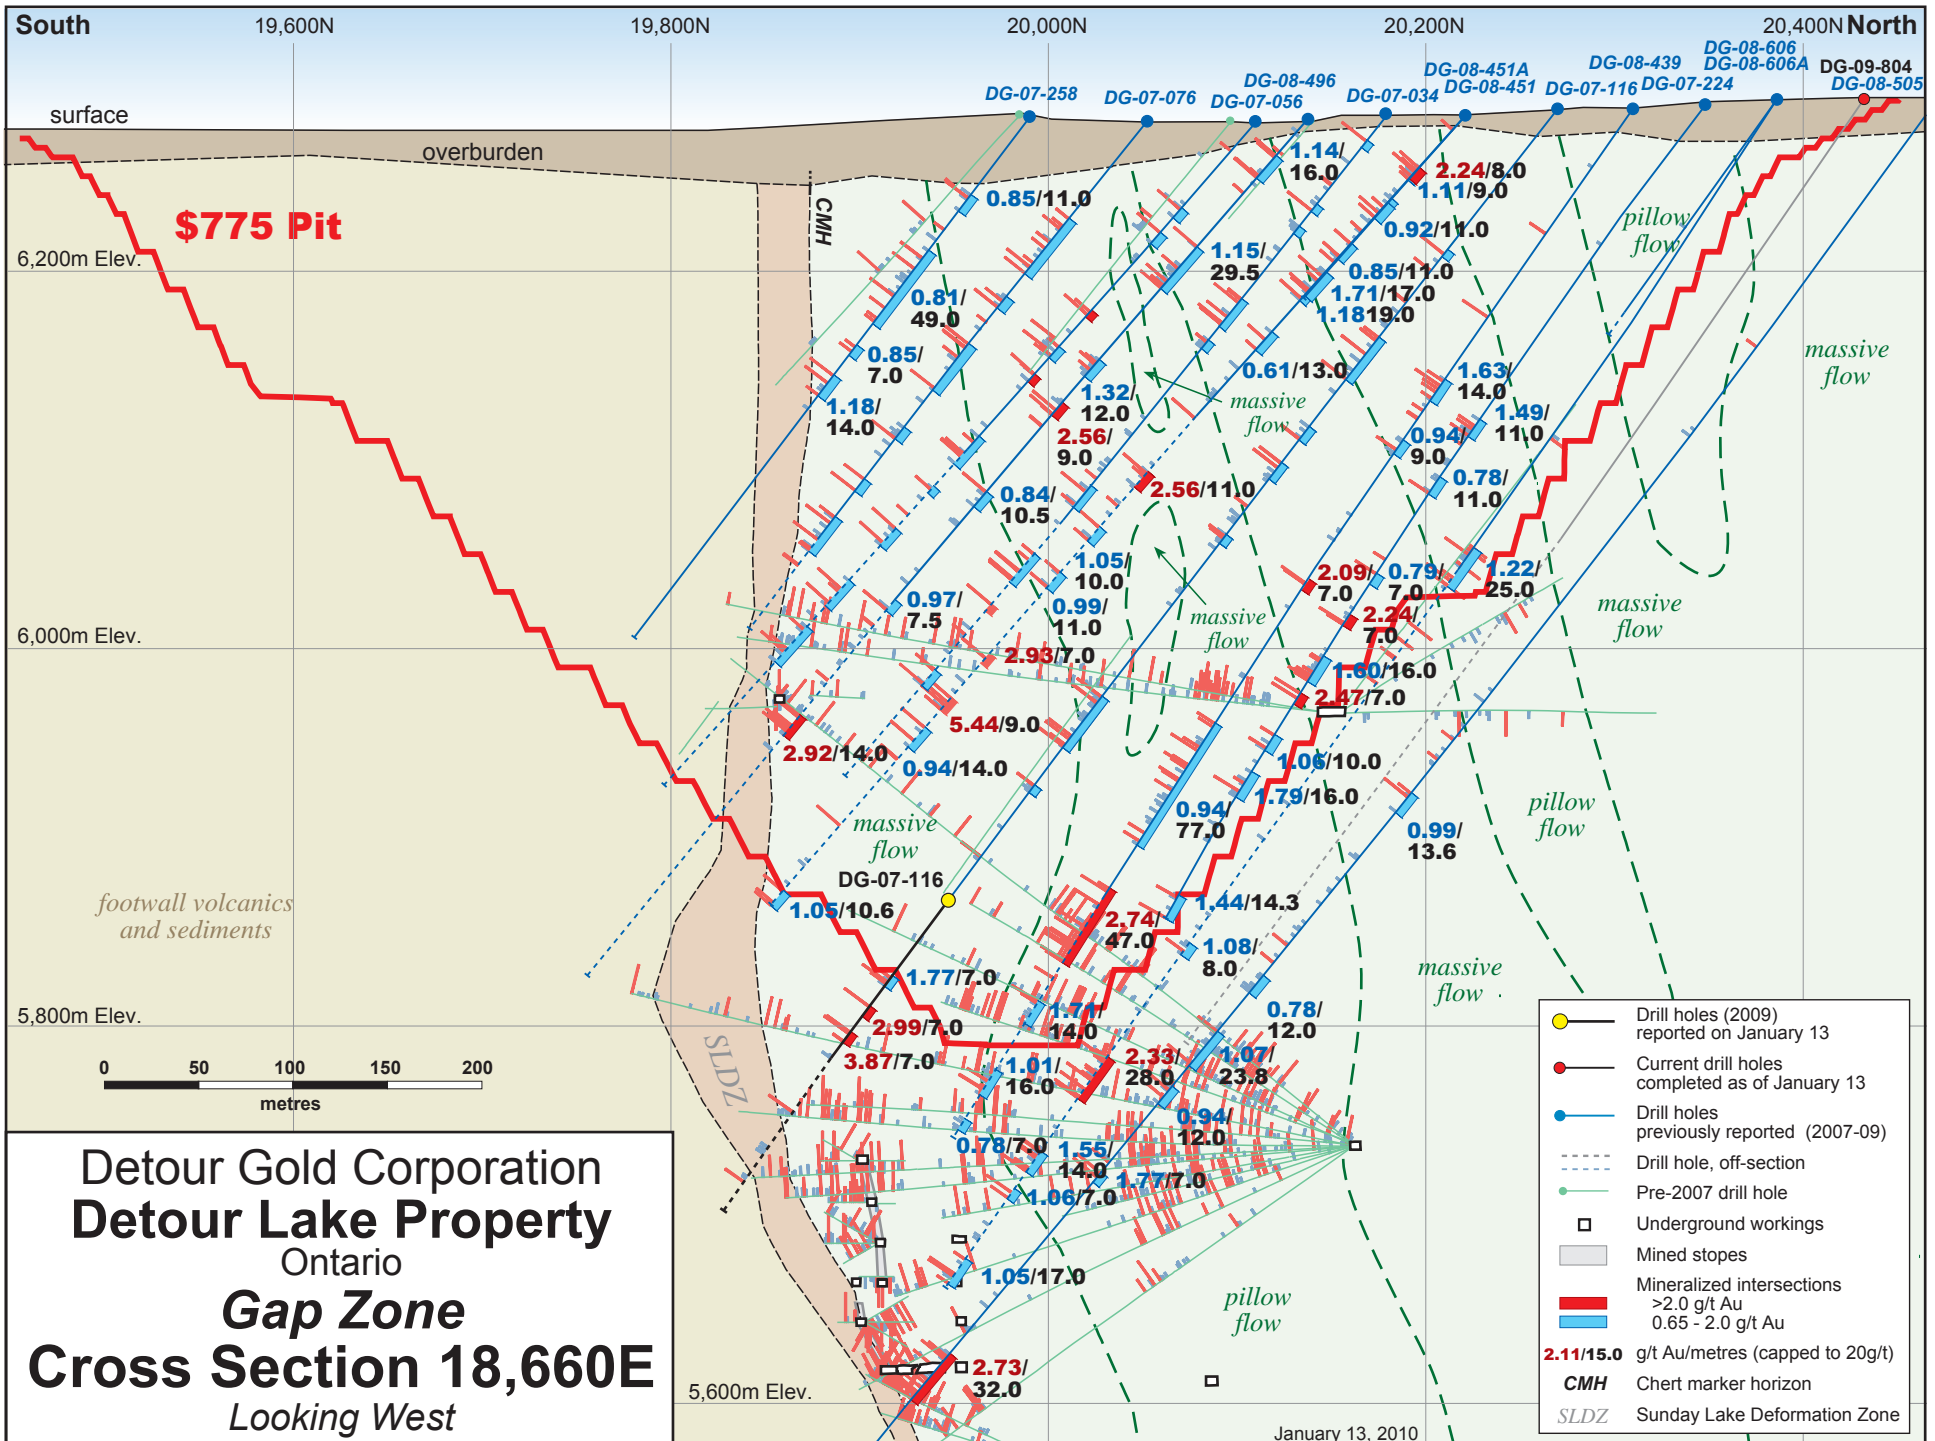 South
19,600N
19,800N
20,000N
20,200N
20,400N
North
DG-08-606
DG-08-606A
DG-09-804
DG-08-505
DG-08-439
DG-07-224
DG-07-116
DG-08-451A
DG-08-451
DG-07-034
DG-08-496
DG-07-056
DG-07-076
DG-07-258
surface
overburden
CMH
$775 Pit
6,200m Elev.
6,000m Elev.
5,800m Elev.
5,600m Elev.
1.14/
16.0
2.24/8.0
1.11/9.0
0.92/11.0
0.85/11.0
1.15/
29.5
0.85/11.0
1.71/17.0
1.1819.0
0.81/
49.0
0.85/
7.0
1.18/
14.0
0.61/13.0
1.32/
12.0
2.56/
9.0
1.63/
14.0
1.49/
11.0
0.94/
9.0
0.78/
11.0
2.56/11.0
0.84/
10.5
1.05/
10.0
0.99/
11.0
0.97/
7.5
2.93/7.0
2.09/
7.0
0.79/
7.0
1.22/
25.0
2.24/
7.0
1.60/16.0
2.47/7.0
5.44/9.0
2.92/14.0
0.94/14.0
1.06/10.0
1.79/16.0
0.94/
77.0
0.99/
13.6
pillow
flow
massive
flow
massive
flow
massive
flow
massive
flow
pillow
flow
massive
flow
massive
flow
pillow
flow
DG-07-116
1.05/10.6
2.74/
47.0
1.44/14.3
1.08/
8.0
1.77/7.0
2.99/7.0
3.87/7.0
1.71/
14.0
0.78/
12.0
1.01/
16.0
2.33/
28.0
1.07/
23.8
0.94/
12.0
0.78/7.0
1.55/
14.0
1.77/7.0
1.06/7.0
1.05/17.0
2.73/
32.0
footwall volcanics
and sediments
SLDZ
0 50 100 150 200
metres
Detour Gold Corporation
Detour Lake Property
Ontario
Gap Zone
Cross Section 18,660E
Looking West
January 13, 2010
Drill holes (2009)
reported on January 13
Current drill holes
completed as of January 13
Drill holes
previously reported (2007-09)
Drill hole, off-section
Pre-2007 drill hole
Underground workings
Mined stopes
Mineralized intersections
>2.0 g/t Au
0.65 - 2.0 g/t Au
2.11/15.0 g/t Au/metres (capped to 20g/t)
CMH Chert marker horizon
SLDZ Sunday Lake Deformation Zone